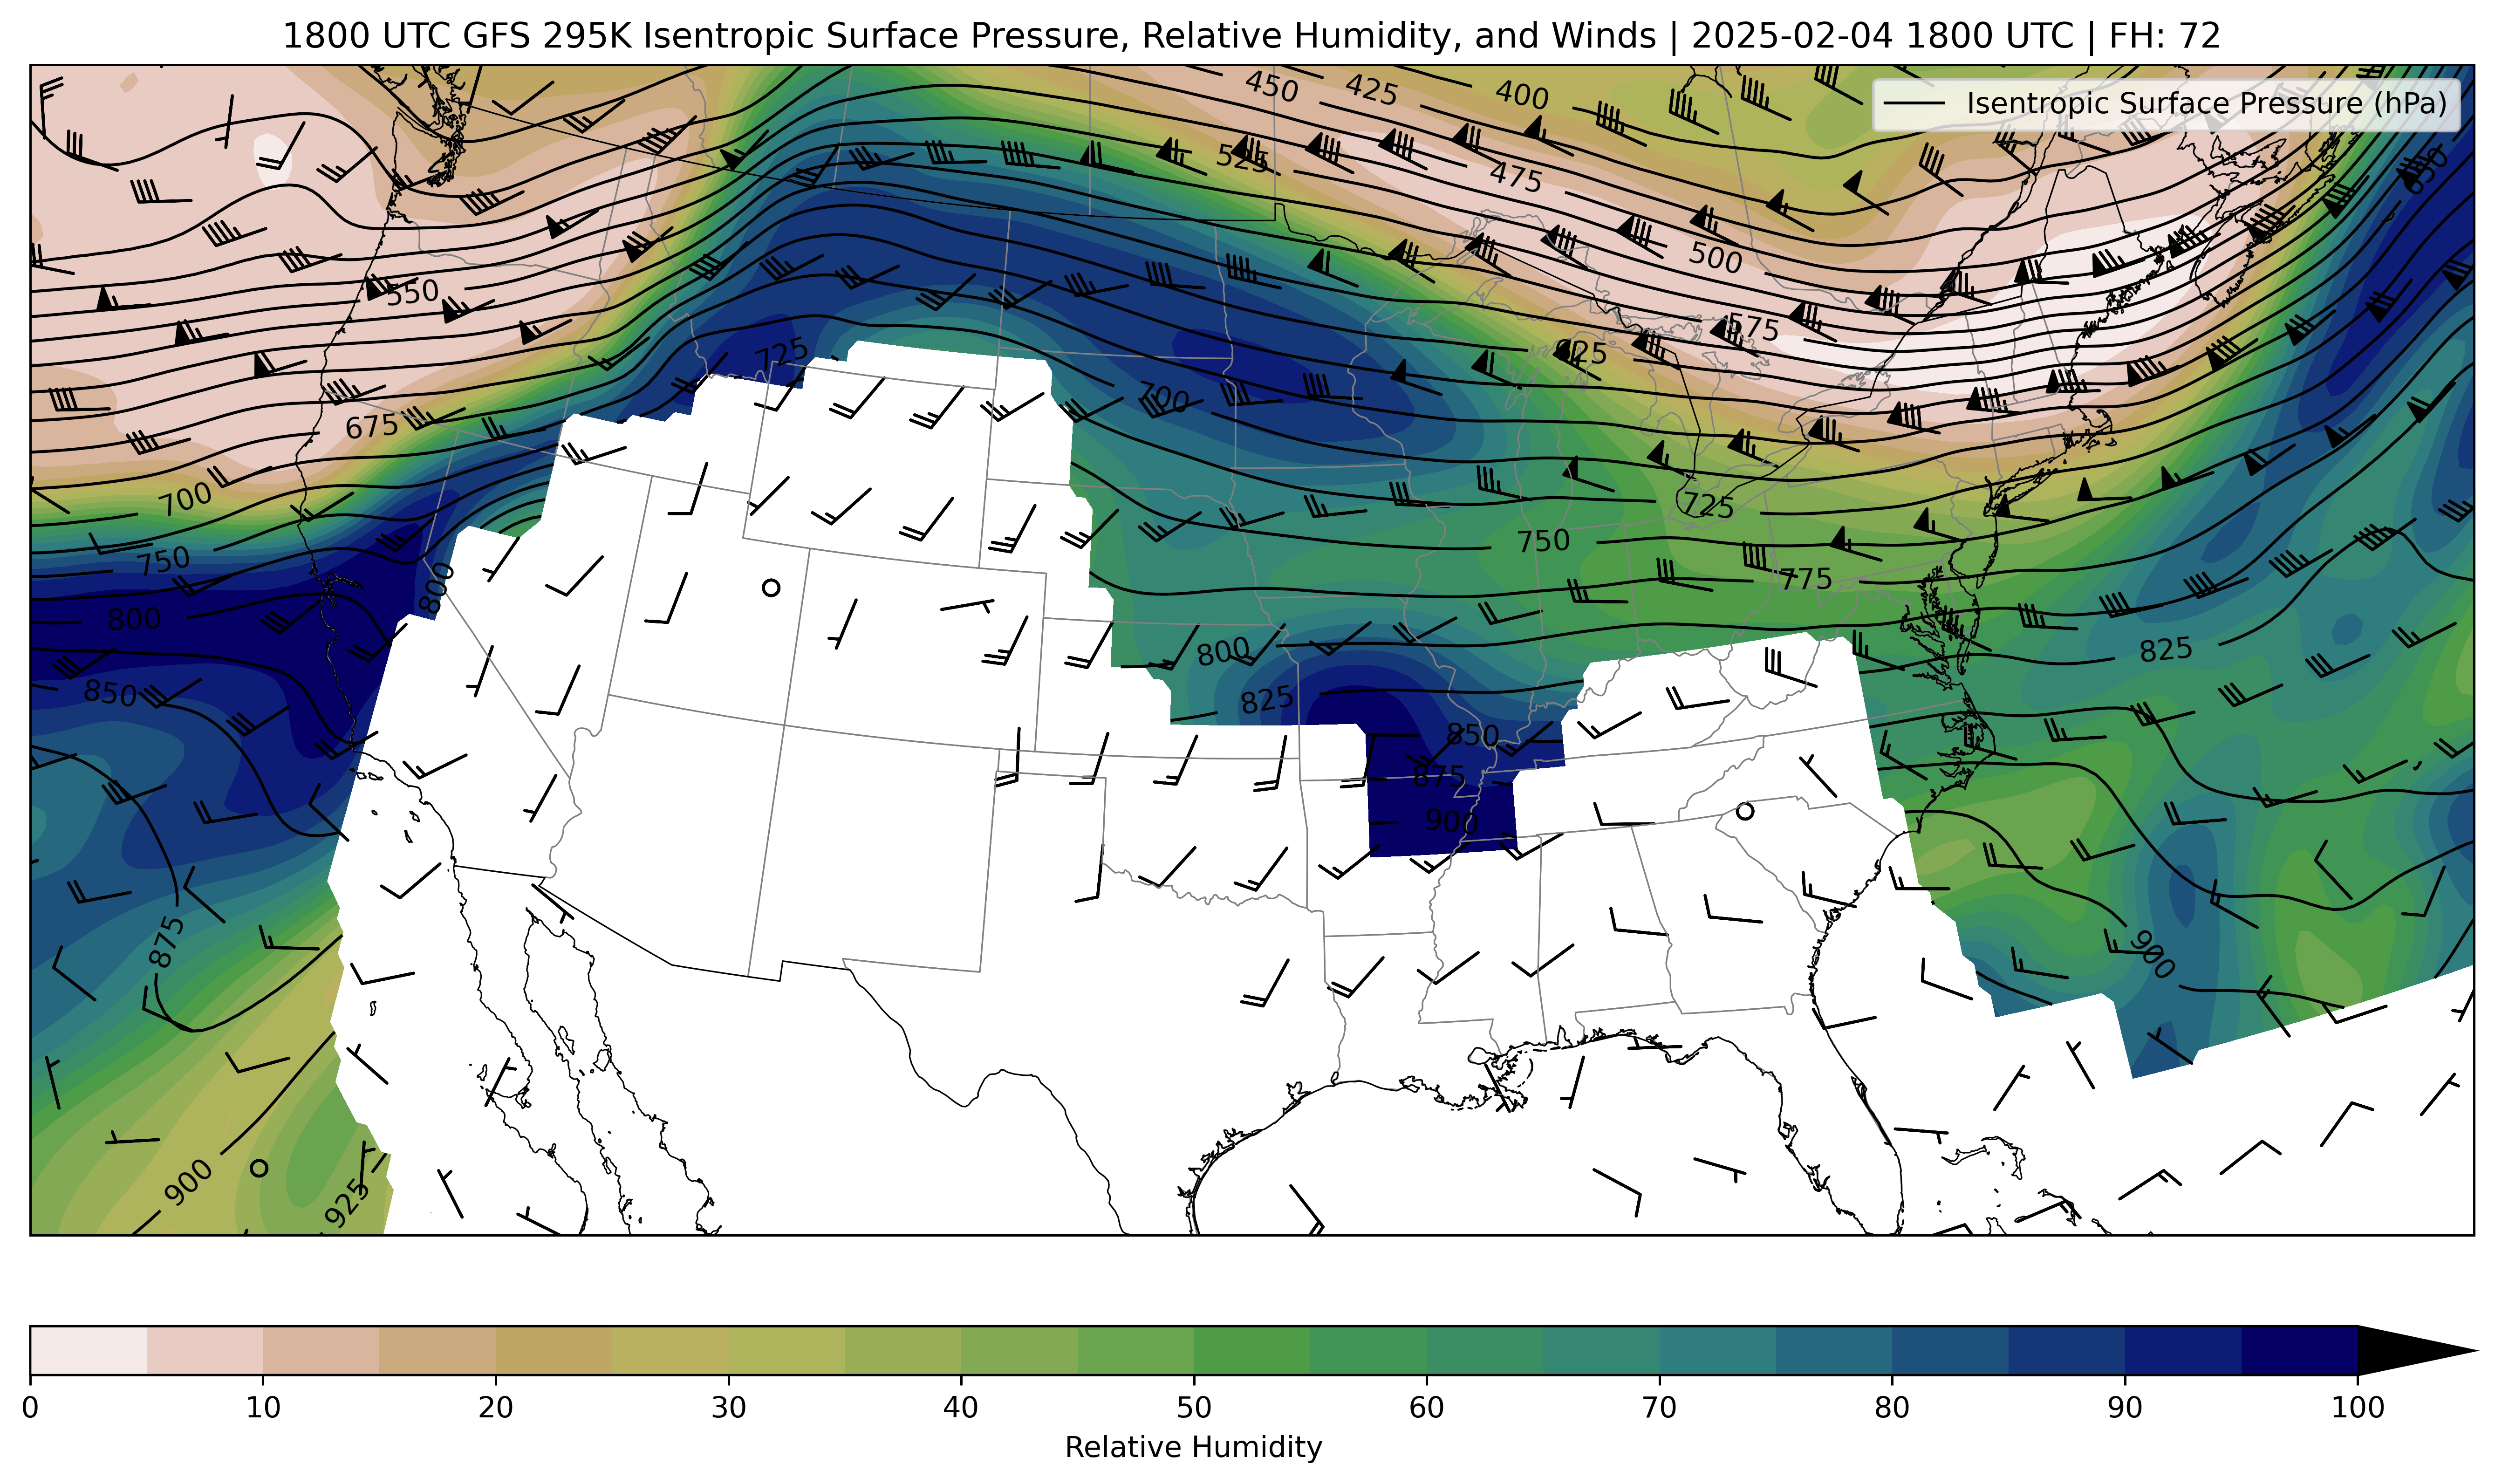 1800 UTC GFS 295K Isentropic Surface Pressure, Relative Humidity, and Winds | 2025-02-04 1800 UTC | FH: 72
Isentropic Surface Pressure (hPa)
450 425 400
525 475 650
500
550 575
725 625
675 700
700 725
750 750
800 775
800
800 825
850 825
850
875
900
875 900
900 925
0 10 20 30 40 50 60 70 80 90 100
Relative Humidity